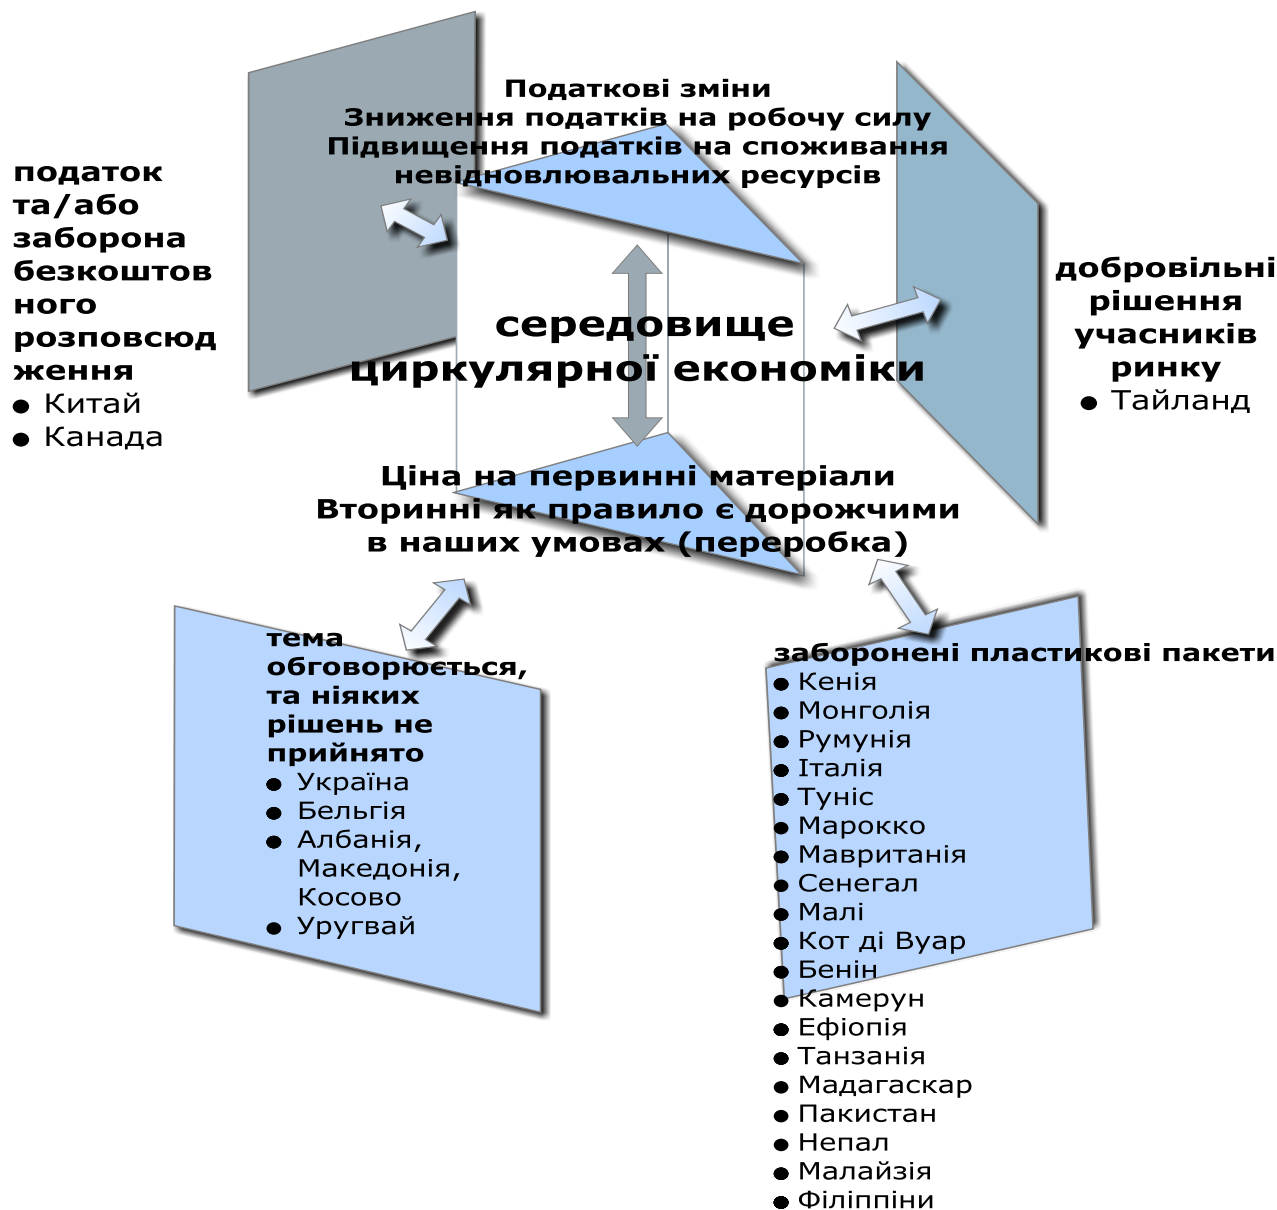 Податкові зміни
Зниження податків на робочу силу
Підвищення податків на споживання
невідновлювальних ресурсів
податок
та/або
заборона
безкоштов
ного
розповсюд
ження
● Китай
● Канада
середовище
циркулярної економіки
добровільні
рішення
учасників
ринку
● Тайланд
Ціна на первинні матеріали
Вторинні як правило є дорожчими
в наших умовах (переробка)
тема
обговорюється,
та ніяких
рішень не
прийнято
● Україна
● Бельгія
● Албанія,
Македонія,
Косово
● Уругвай
заборонені пластикові пакети
● Кенія
● Монголія
● Румунія
● Італія
● Туніс
● Марокко
● Мавританія
● Сенегал
● Малі
● Кот ді Вуар
● Бенін
● Камерун
● Ефіопія
● Танзанія
● Мадагаскар
● Пакистан
● Непал
● Малайзія
● Філіппіни